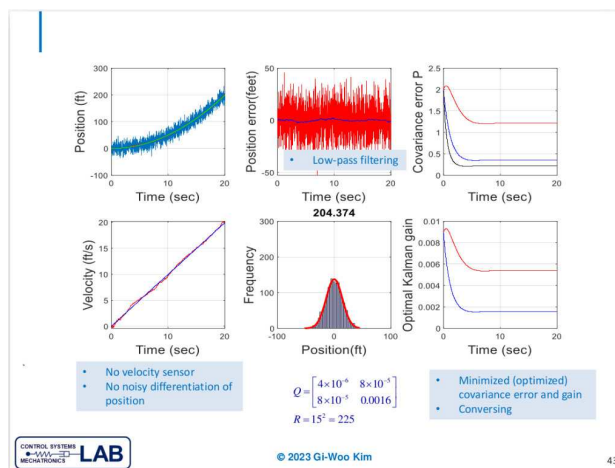 300
200
100
0
-100
0
10
20
Position (ft)
Time (sec)
50
0
-50
0
10
20
Position error(feet)
Time (sec)
• Low-pass filtering
2.5
2
1.5
1
0.5
0
0
10
20
Covariance error P
Time (sec)
20
15
10
5
0
0
10
20
Velocity (ft/s)
Time (sec)
204.374
300
200
100
0
-100
0
100
Frequency
Position(ft)
0.01
0.008
0.006
0.004
0.002
0
0
10
20
Optimal Kalman gain
Time (sec)
• No velocity sensor
• No noisy differentiation of
position
Q = [4×10⁻⁶ 8×10⁻⁵
8×10⁻⁵ 0.0016]
R = 15² = 225
• Minimized (optimized)
covariance error and gain
• Conversing
CONTROL SYSTEMS
MECHATRONICS
LAB
© 2023 Gi-Woo Kim